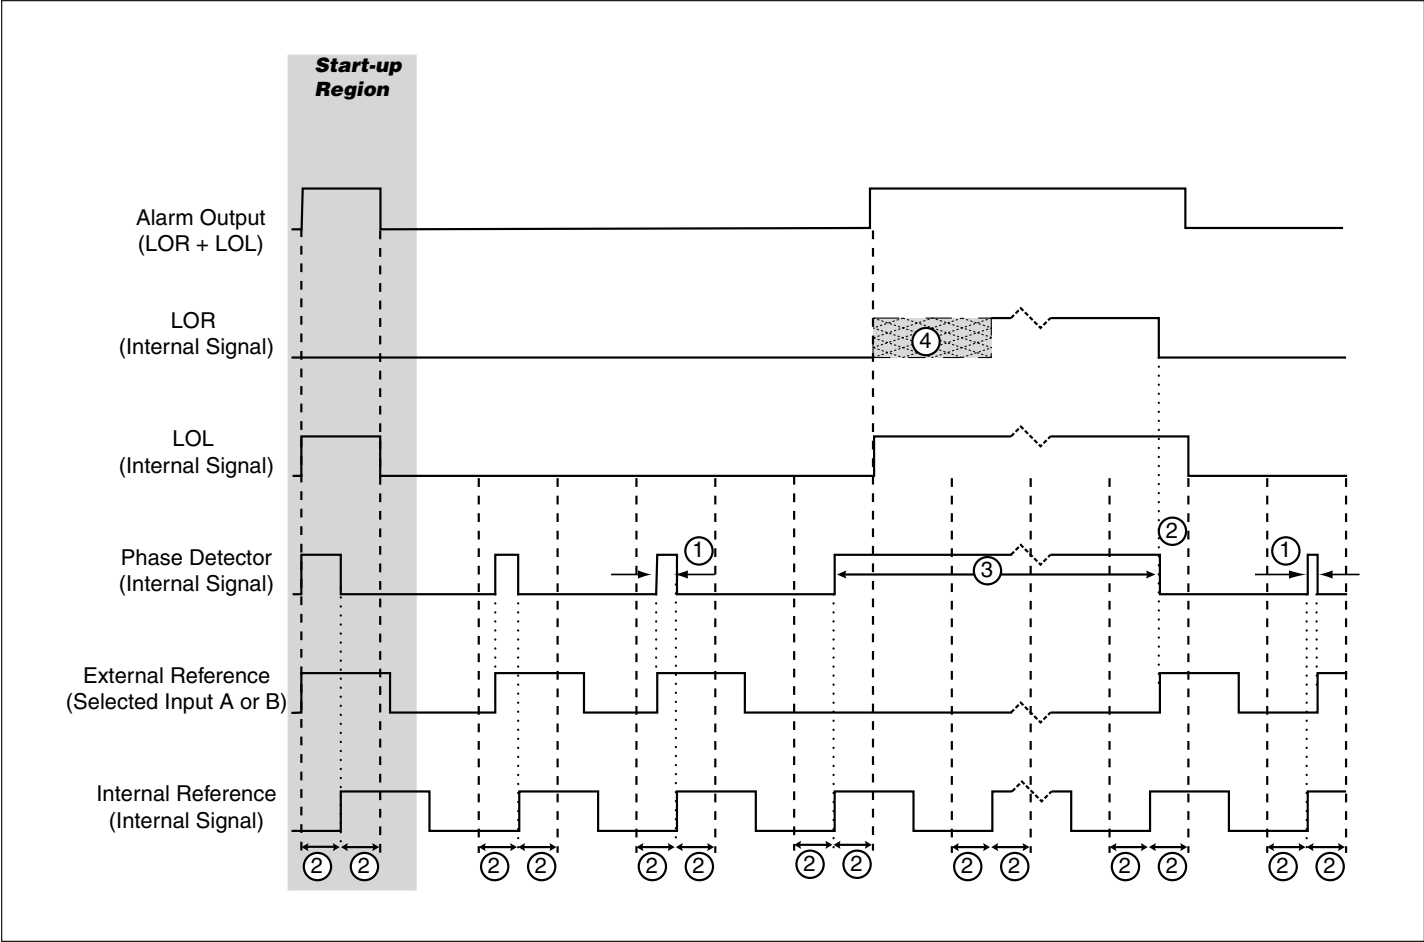 Start-up
Region
Alarm Output
(LOR + LOL)
LOR
(Internal Signal)
4
LOL
(Internal Signal)
2
Phase Detector
(Internal Signal)
1
3
1
External Reference
(Selected Input A or B)
Internal Reference
(Internal Signal)
2 2 2 2 2 2 2 2 2 2 2 2 2 2